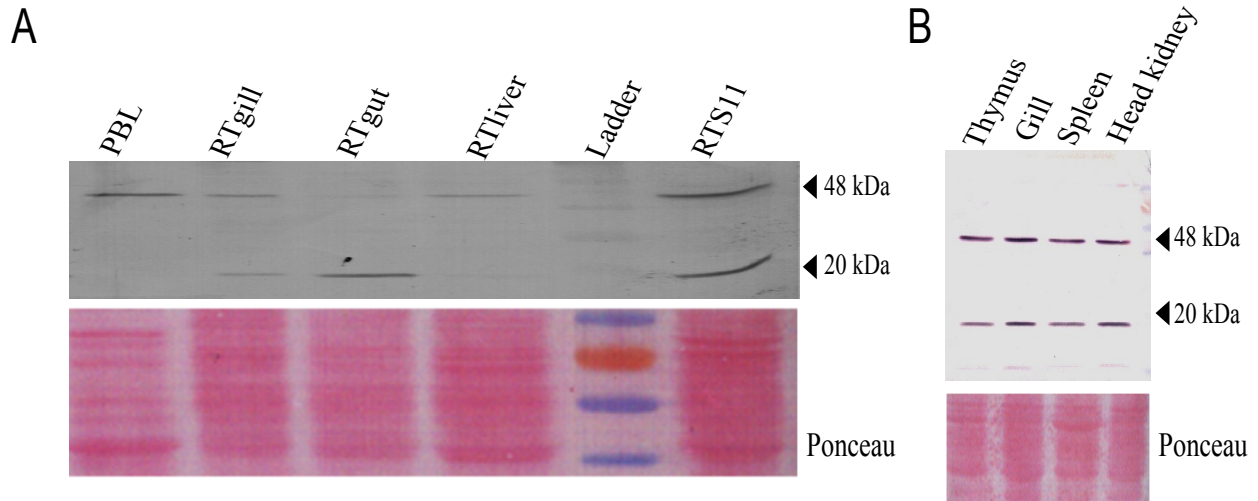 A
PBL
RTgill
RTgut
RTliver
Ladder
RTS11
48 kDa
20 kDa
Ponceau
B
Thymus
Gill
Spleen
Head kidney
48 kDa
20 kDa
Ponceau